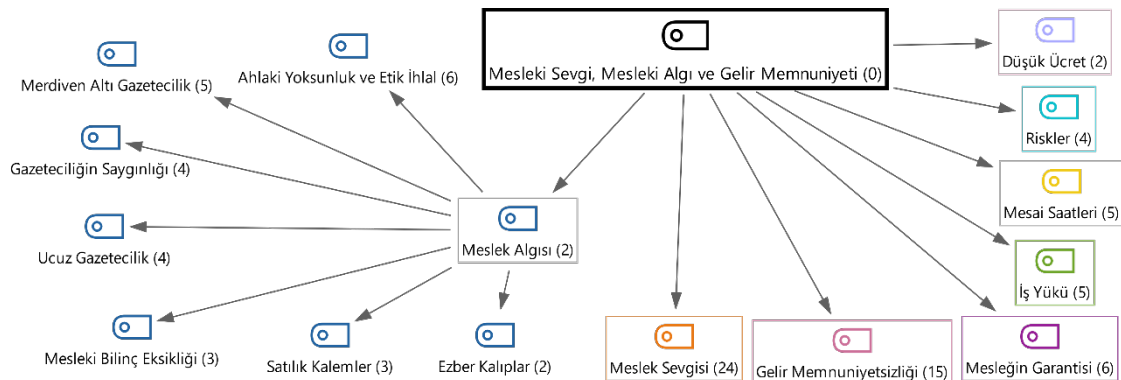 Mesleki Sevgi, Mesleki Algı ve Gelir Memnuniyeti (0)
Düşük Ücret (2)
Ahlaki Yoksunluk ve Etik İhlal (6)
Merdiven Altı Gazetecilik (5)
Riskler (4)
Gazeteciliğin Saygınlığı (4)
Mesai Saatleri (5)
Meslek Algısı (2)
Ucuz Gazetecilik (4)
İş Yükü (5)
Mesleki Bilinç Eksikliği (3)
Satılık Kalemler (3)
Ezber Kalıplar (2)
Meslek Sevgisi (24)
Gelir Memnuniyetsizliği (15)
Mesleğin Garantisi (6)